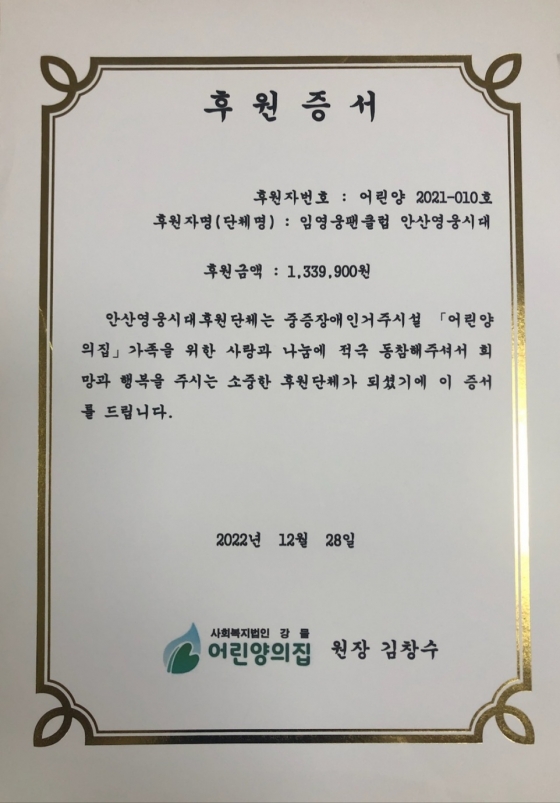 후원증서
후원자번호 : 어린양 2021-010호
후원자명(단체명) : 임영웅팬클럽 안산영웅시대
후원금액 : 1,339,900원
안산영웅시대후원단체는 중증장애인거주시설 「어린양
의집」가족을 위한 사랑과 나눔에 적극 동참해주셔서 희
망과 행복을 주시는 소중한 후원단체가 되셨기에 이 증서
를 드립니다.
2022년 12월 28일
사회복지법인 강물
어린양의집 원장 김창수